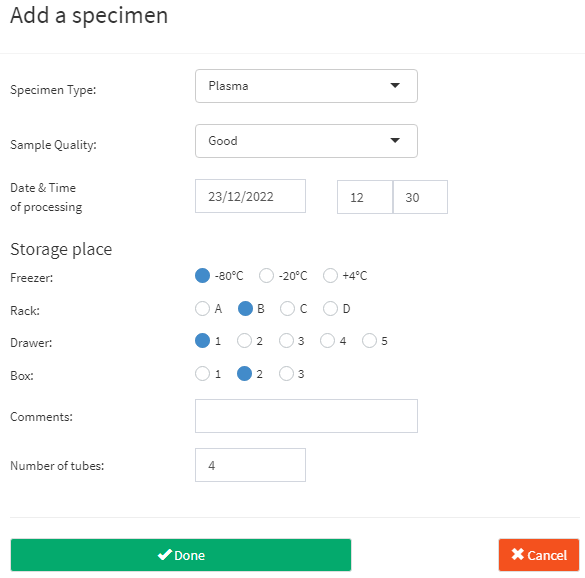 Add a specimen
Specimen Type: Plasma
Sample Quality: Good
Date & Time
of processing 23/12/2022 12 30
Storage place
Freezer: -80°C -20°C +4°C
Rack: A B C D
Drawer: 1 2 3 4 5
Box: 1 2 3
Comments:
Number of tubes: 4
Done Cancel